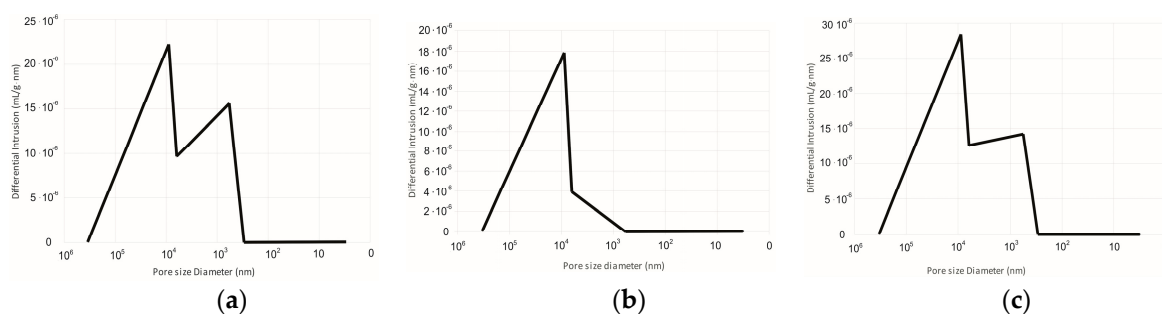 25 ·10⁻⁶
20 ·10⁻⁶
15 ·10⁻⁶
10 ·10⁻⁶
5 ·10⁻⁶
0
Differential Intrusion (mL/g·nm)
10⁶ 10⁵ 10⁴ 10³ 10² 10 0
Pore size Diameter (nm)
(a)
20 ·10⁻⁶
18 ·10⁻⁶
16 ·10⁻⁶
14 ·10⁻⁶
12 ·10⁻⁶
10 ·10⁻⁶
8 ·10⁻⁶
6 ·10⁻⁶
4 ·10⁻⁶
2 ·10⁻⁶
0
Differential Intrusion (mL/g·nm)
10⁶ 10⁵ 10⁴ 10³ 10² 10 0
Pore size diameter (nm)
(b)
30 10⁻⁶
25 ·10⁻⁶
20 ·10⁻⁶
15 ·10⁻⁶
10 ·10⁻⁶
5 ·10⁻⁶
0
Differential Intrusion (mL/g·nm)
10⁶ 10⁵ 10⁴ 10³ 10² 10
Pore size Diameter (nm)
(c)